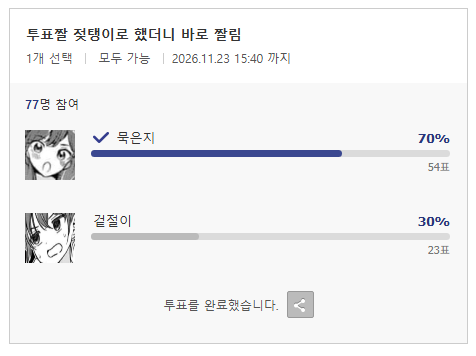 투표짤 젖탱이로 했더니 바로 짤림
1개 선택 | 모두 가능 | 2026.11.23 15:40 까지
77명 참여
묵은지 70%
54표
겉절이 30%
23표
투표를 완료했습니다.